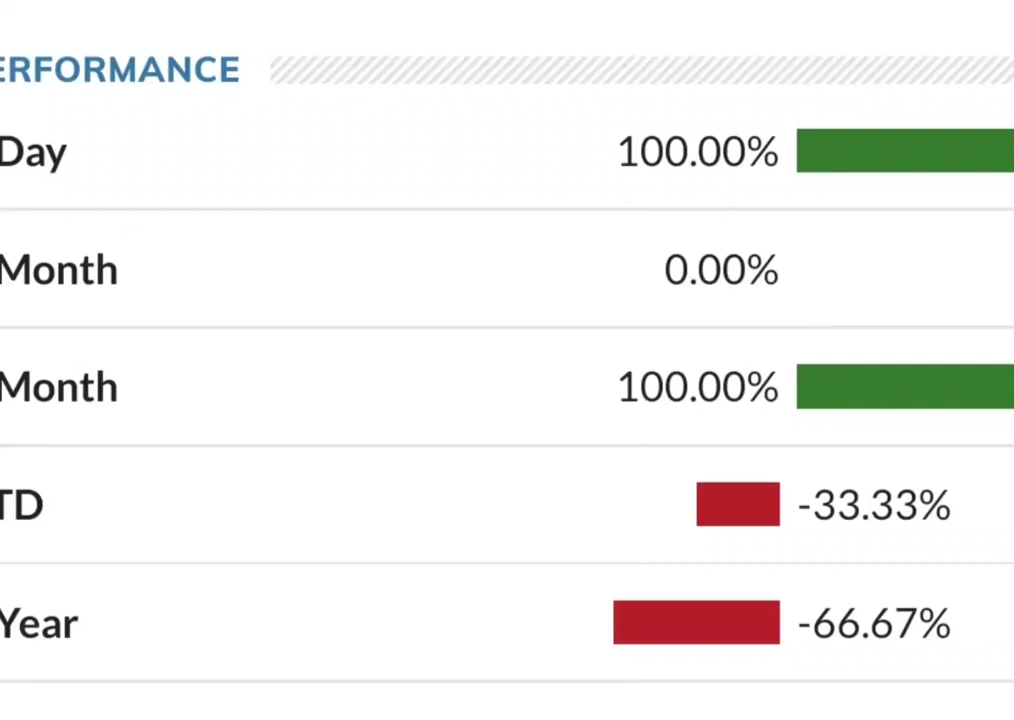 ERFORMANCE
Day 100.00%
Month 0.00%
Month 100.00%
TD -33.33%
Year -66.67%